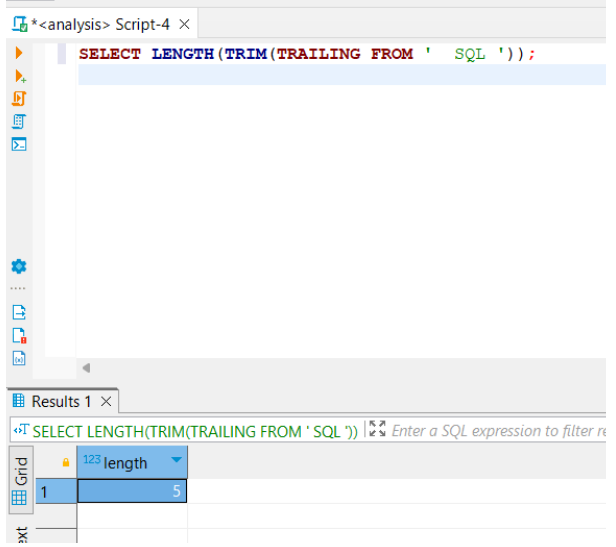 *<analysis> Script-4 ×
SELECT LENGTH(TRIM(TRAILING FROM '  SQL '));
Results 1 ×
SELECT LENGTH(TRIM(TRAILING FROM ' SQL ')) Enter a SQL expression to filter re
Grid
123 length
1
5
ext